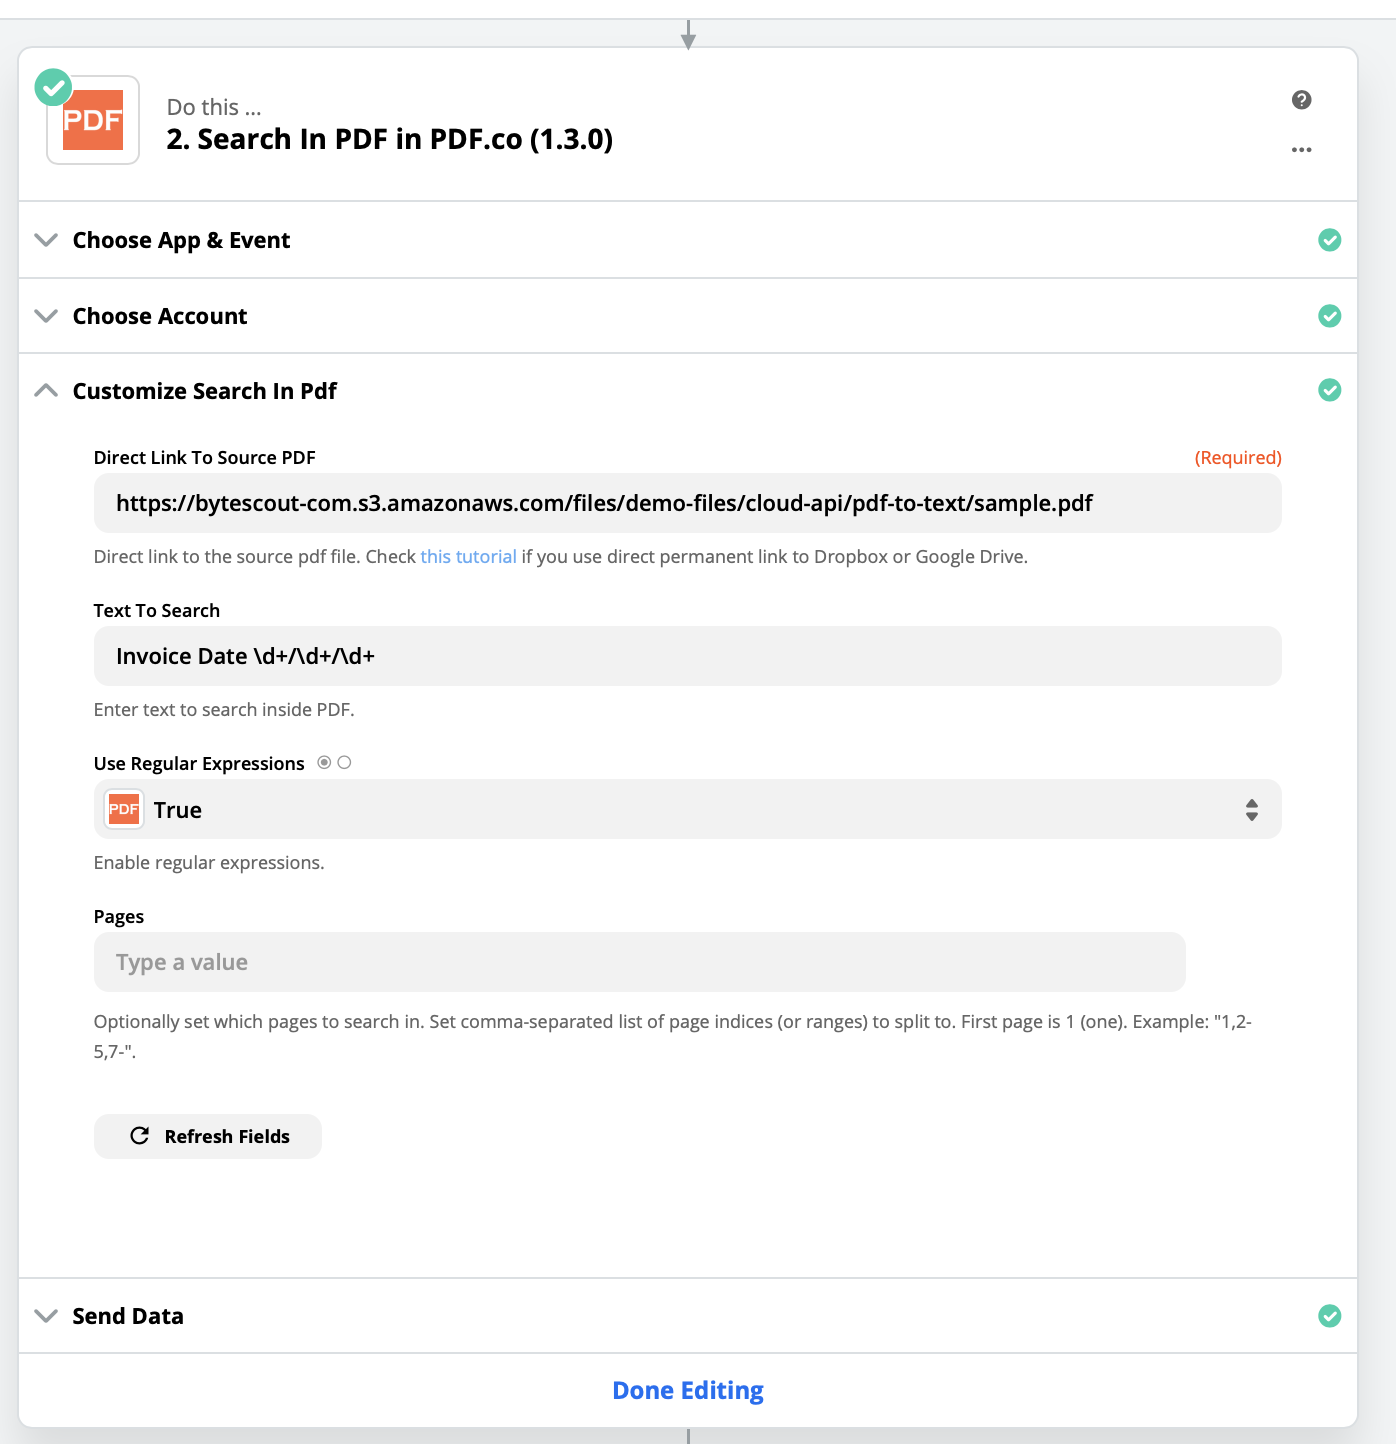 PDF
Do this ...
2. Search In PDF in PDF.co (1.3.0)
Choose App & Event
Choose Account
Customize Search In Pdf
Direct Link To Source PDF (Required)
https://bytescout-com.s3.amazonaws.com/files/demo-files/cloud-api/pdf-to-text/sample.pdf
Direct link to the source pdf file. Check this tutorial if you use direct permanent link to Dropbox or Google Drive.
Text To Search
Invoice Date \d+/\d+/\d+
Enter text to search inside PDF.
Use Regular Expressions
PDF True
Enable regular expressions.
Pages
Type a value
Optionally set which pages to search in. Set comma-separated list of page indices (or ranges) to split to. First page is 1 (one). Example: "1,2-
5,7-".
Refresh Fields
Send Data
Done Editing